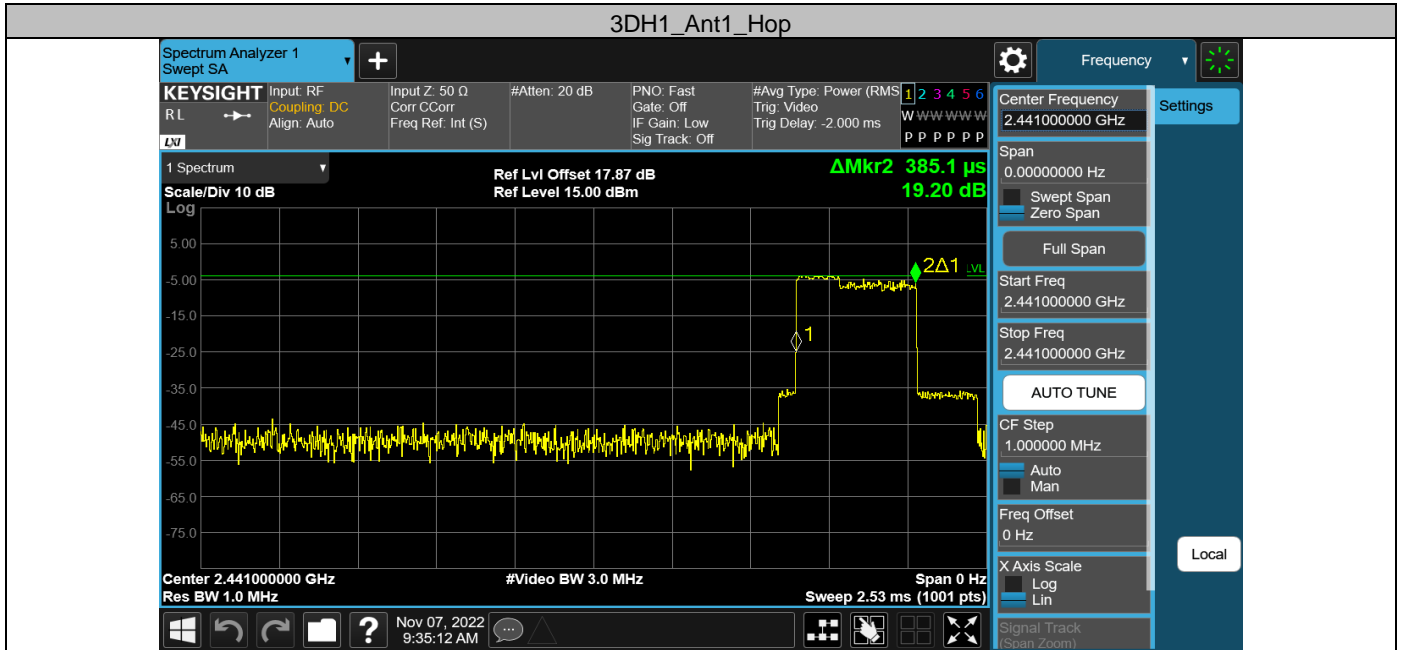 3DH1_Ant1_Hop
Spectrum Analyzer 1
Swept SA
Frequency
KEYSIGHT
R L
LXI
Input: RF
Coupling: DC
Align: Auto
Input Z: 50 Ω
Corr CCorr
Freq Ref: Int (S)
#Atten: 20 dB
PNO: Fast
Gate: Off
IF Gain: Low
Sig Track: Off
#Avg Type: Power (RMS
Trig: Video
Trig Delay: -2.000 ms
1 2 3 4 5 6
W W W W W W
P P P P P P
1 Spectrum
Scale/Div 10 dB
Log
Ref Lvl Offset 17.87 dB
Ref Level 15.00 dBm
ΔMkr2 385.1 µs
19.20 dB
5.00
-5.00
-15.0
-25.0
-35.0
-45.0
-55.0
-65.0
-75.0
2Δ1
LVL
1
Center 2.441000000 GHz
#Video BW 3.0 MHz
Span 0 Hz
Res BW 1.0 MHz
Sweep 2.53 ms (1001 pts)
Center Frequency
2.441000000 GHz
Settings
Span
0.00000000 Hz
Swept Span
Zero Span
Full Span
Start Freq
2.441000000 GHz
Stop Freq
2.441000000 GHz
AUTO TUNE
CF Step
1.000000 MHz
Auto
Man
Freq Offset
0 Hz
X Axis Scale
Log
Lin
Local
Signal Track
(Span Zoom)
?
Nov 07, 2022
9:35:12 AM